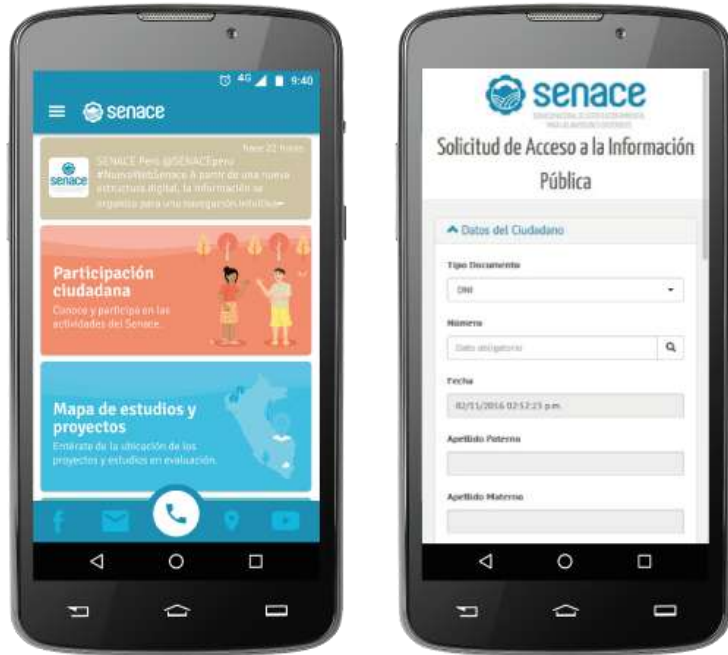 4G 9:40
senace
hace 22 horas
senace
SENACE Perú @SENACEperu
#NuevaWebSenace A partir de una nueva
estructura digital, la información se
organiza para una navegación intuitiva
Participación
ciudadana
Conoce y participa en las
actividades del Senace.
Mapa de estudios y
proyectos
Entérate de la ubicación de los
proyectos y estudios en evaluación.
senace
Solicitud de Acceso a la Información
Pública
Datos del Ciudadano
Tipo Documento
DNI
Número
Dato obligatorio
Fecha
02/11/2016 02:52:23 p.m.
Apellido Paterno
Apellido Materno